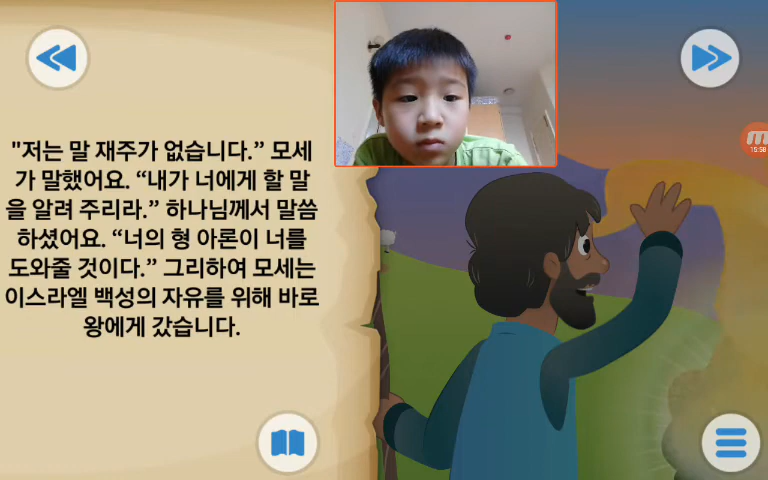 "저는 말 재주가 없습니다.” 모세
가 말했어요. “내가 너에게 할 말
을 알려 주리라.” 하나님께서 말씀
하셨어요. “너의 형 아론이 너를
도와줄 것이다.” 그리하여 모세는
이스라엘 백성의 자유를 위해 바로
왕에게 갔습니다.
15:58